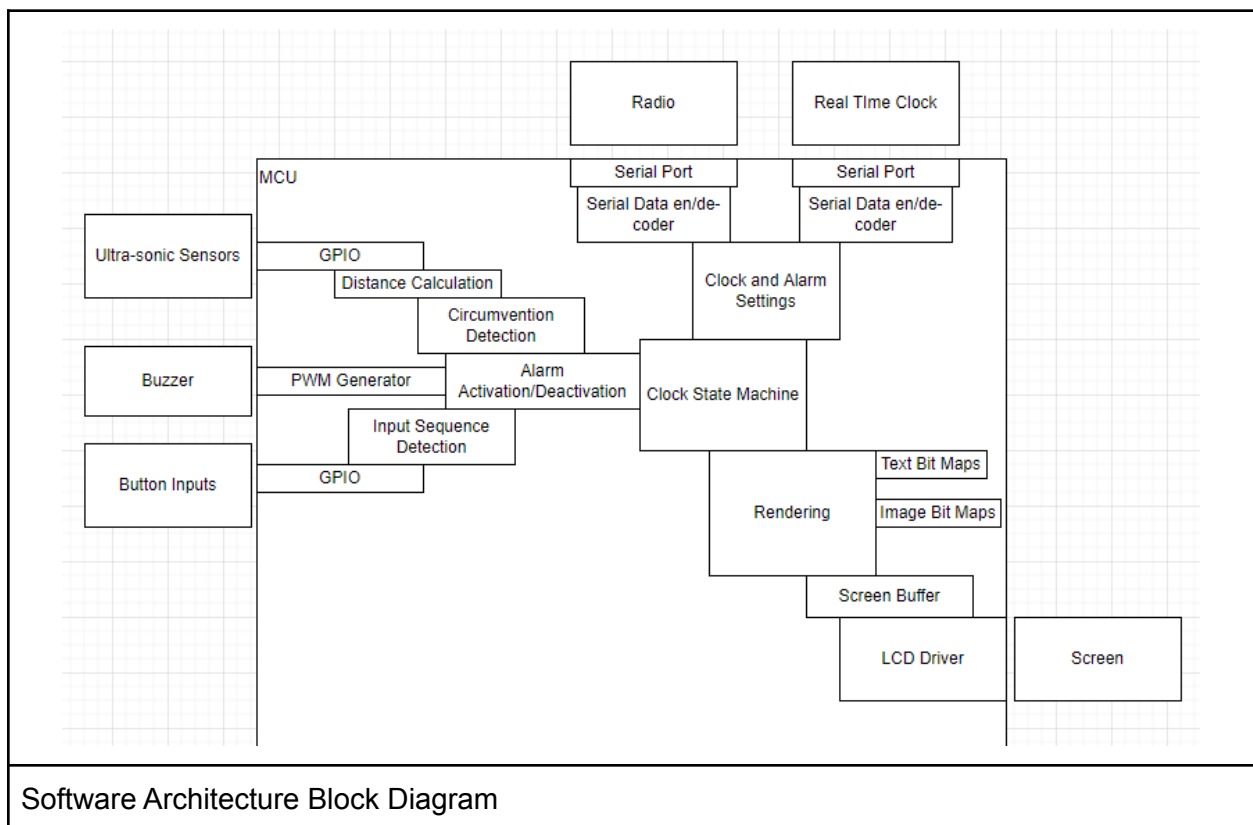 Radio
Real TIme Clock
MCU
Serial Port
Serial Port
Serial Data en/de-
coder
Serial Data en/de-
coder
Ultra-sonic Sensors
GPIO
Distance Calculation
Clock and Alarm
Settings
Circumvention
Detection
Buzzer
PWM Generator
Alarm
Activation/Deactivation
Clock State Machine
Input Sequence
Detection
Button Inputs
GPIO
Text Bit Maps
Rendering
Image Bit Maps
Screen Buffer
LCD Driver
Screen
Software Architecture Block Diagram